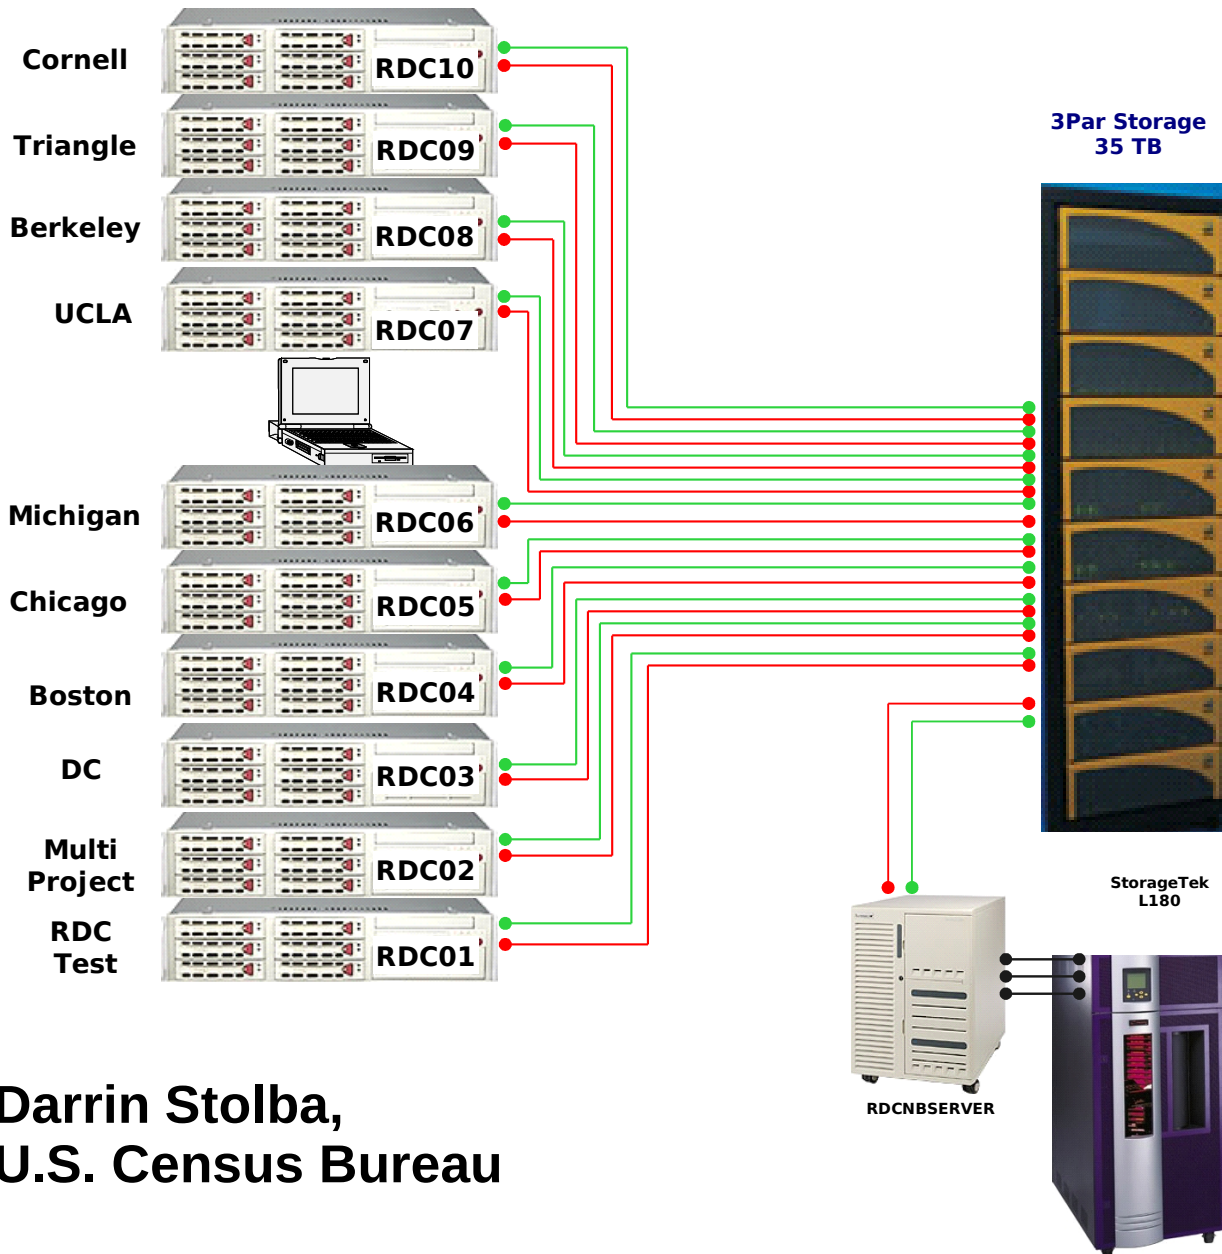 Cornell
RDC10
Triangle
RDC09
Berkeley
RDC08
UCLA
RDC07
Michigan
RDC06
Chicago
RDC05
Boston
RDC04
DC
RDC03
Multi
Project
RDC02
RDC
Test
RDC01
3Par Storage
35 TB
StorageTek
L180
RDCNBSERVER
Darrin Stolba,
U.S. Census Bureau